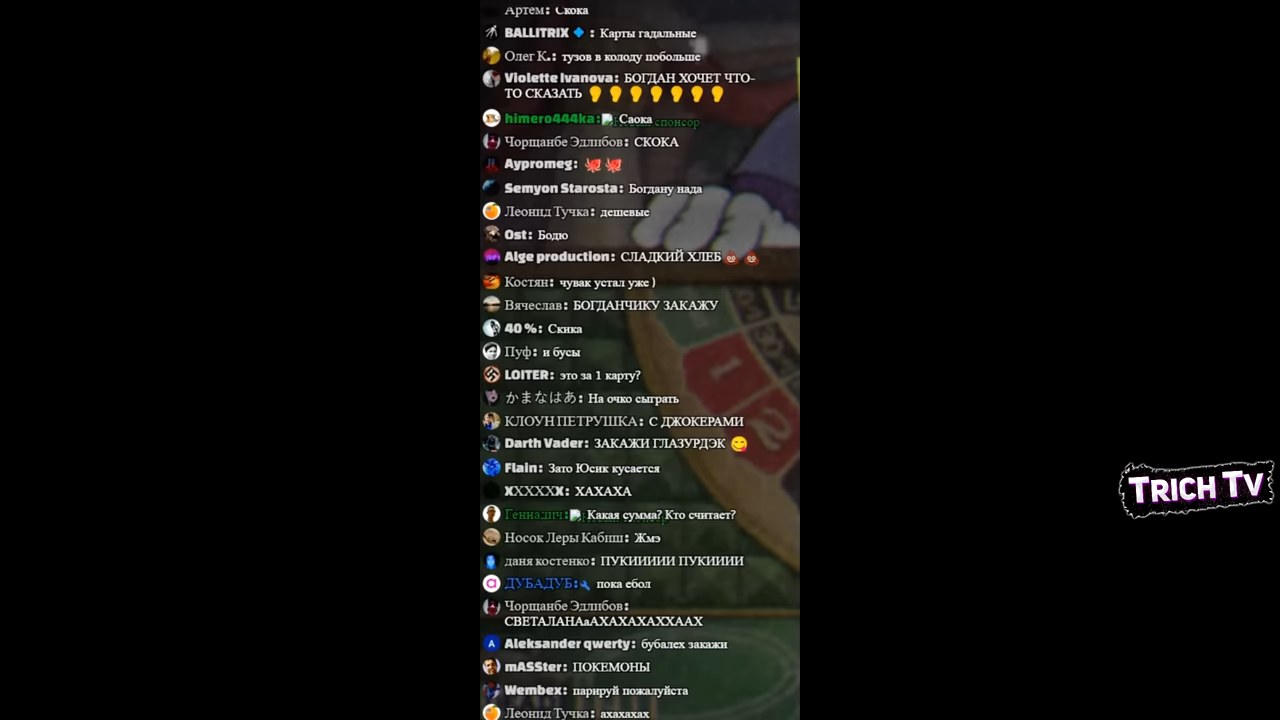 Артем: Скока
BALLITRIX: Карты гадальные
Олег К.: тузов в колоду побольше
Violette Ivanova: БОГДАН ХОЧЕТ ЧТО-
ТО СКАЗАТЬ
himero444ka: Саока
Чорщанбе Эдлибов: СКОКА
Aypromeg:
Semyon Starosta: Богдану нада
Леонид Тучка: дешевые
Ost: Бодю
Alge production: СЛАДКИЙ ХЛЕБ
Костян: чувак устал уже )
Вячеслав: БОГДАНЧИКУ ЗАКАЖУ
40 %: Скика
Пуф: и бусы
LOITER: это за 1 карту?
かまなはあ: На очко сыграть
КЛОУН ПЕТРУШКА: С ДЖОКЕРАМИ
Darth Vader: ЗАКАЖИ ГЛАЗУРДЭК
Flain: Зато Юсик кусается
XXXXXX: ХАХАХА
Геннадич: Какая сумма? Кто считает?
Носок Леры Кабиш: Жмэ
даня костенко: ПУКИИИИИ ПУКИИИИ
ДУБАДУБ: пока ебол
Чорщанбе Эдлибов:
СВЕТАЛАНАаАХАХАХАХХААХ
Aleksander qwerty: бубалех закажи
mASSter: ПОКЕМОНЫ
Wembex: парируй пожалуйста
Леонид Тучка: ахахахах
1
2
30
TRICH TV